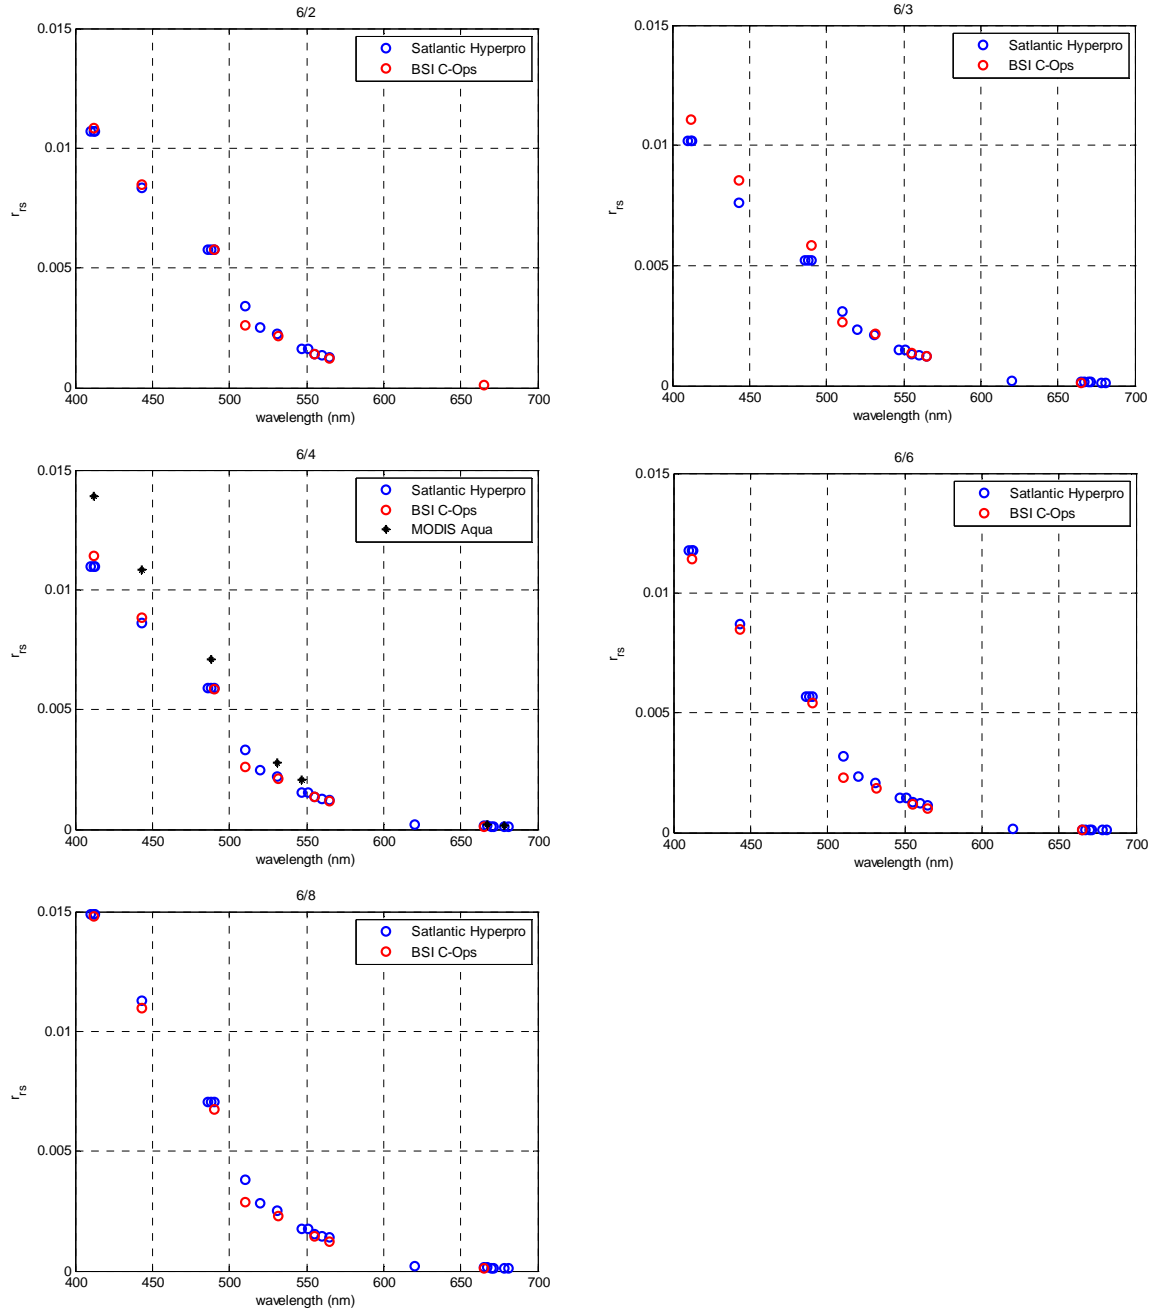 6/2
0.015
0.01
0.005
0
r_rs
400 450 500 550 600 650 700
wavelength (nm)
Satlantic Hyperpro
BSI C-Ops
6/3
0.015
0.01
0.005
0
r_rs
400 450 500 550 600 650 700
wavelength (nm)
Satlantic Hyperpro
BSI C-Ops
6/4
0.015
0.01
0.005
0
r_rs
400 450 500 550 600 650 700
wavelength (nm)
Satlantic Hyperpro
BSI C-Ops
MODIS Aqua
6/6
0.015
0.01
0.005
0
r_rs
400 450 500 550 600 650 700
wavelength (nm)
Satlantic Hyperpro
BSI C-Ops
6/8
0.015
0.01
0.005
0
r_rs
400 450 500 550 600 650 700
wavelength (nm)
Satlantic Hyperpro
BSI C-Ops